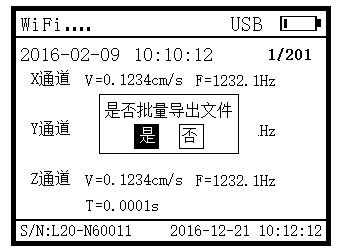 WiFi.... USB
2016-02-09 10:10:12 1/201
X通道 V=0.1234cm/s F=1232.1Hz
是否批量导出文件
Y通道 是 否 .Hz
Z通道 V=0.1234cm/s F=1232.1Hz
T=0.0001s
S/N:L20-N60011 2016-12-21 10:12:12